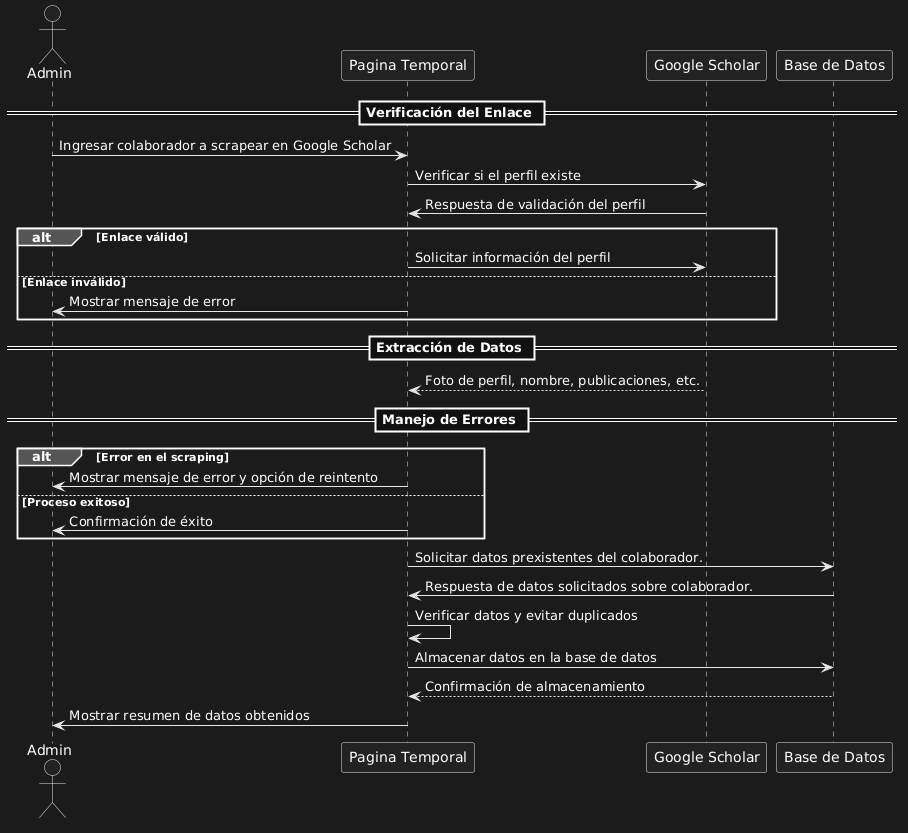 Admin
Pagina Temporal
Google Scholar
Base de Datos
Verificación del Enlace
Ingresar colaborador a scrapear en Google Scholar
Verificar si el perfil existe
Respuesta de validación del perfil
alt [Enlace válido]
Solicitar información del perfil
[Enlace inválido]
Mostrar mensaje de error
Extracción de Datos
Foto de perfil, nombre, publicaciones, etc.
Manejo de Errores
alt [Error en el scraping]
Mostrar mensaje de error y opción de reintento
[Proceso exitoso]
Confirmación de éxito
Solicitar datos prexistentes del colaborador.
Respuesta de datos solicitados sobre colaborador.
Verificar datos y evitar duplicados
Almacenar datos en la base de datos
Confirmación de almacenamiento
Mostrar resumen de datos obtenidos
Admin
Pagina Temporal
Google Scholar
Base de Datos